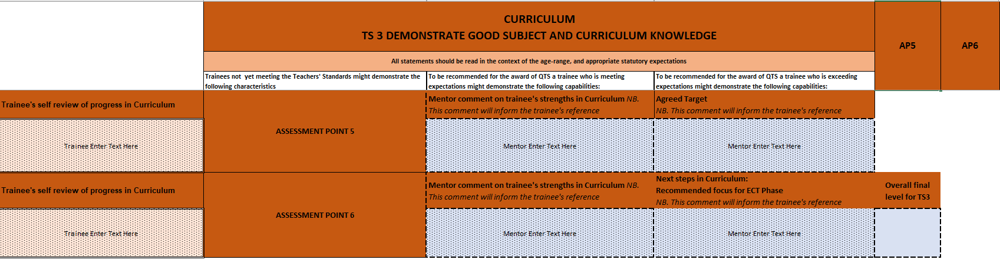 CURRICULUM
TS 3 DEMONSTRATE GOOD SUBJECT AND CURRICULUM KNOWLEDGE
AP5
AP6
All statements should be read in the context of the age-range, and appropriate statutory expectations
Trainees not  yet meeting the Teachers' Standards might demonstrate the
following characteristics
To be recommended for the award of QTS a trainee who is meeting
expectations might demonstrate the following capabilities:
To be recommended for the award of QTS a trainee who is exceeding
expectations might demonstrate the following capabilities:
Trainee's self review of progress in Curriculum
ASSESSMENT POINT 5
Mentor comment on trainee's strengths in Curriculum NB.
This comment will inform the trainee's reference
Agreed Target
NB. This comment will inform the trainee's reference
Trainee Enter Text Here
Mentor Enter Text Here
Mentor Enter Text Here
Trainee's self review of progress in Curriculum
ASSESSMENT POINT 6
Mentor comment on trainee's strengths in Curriculum NB.
This comment will inform the trainee's reference
Next steps in Curriculum:
Recommended focus for ECT Phase
NB. This comment will inform the trainee's reference
Overall final
level for TS3
Trainee Enter Text Here
Mentor Enter Text Here
Mentor Enter Text Here